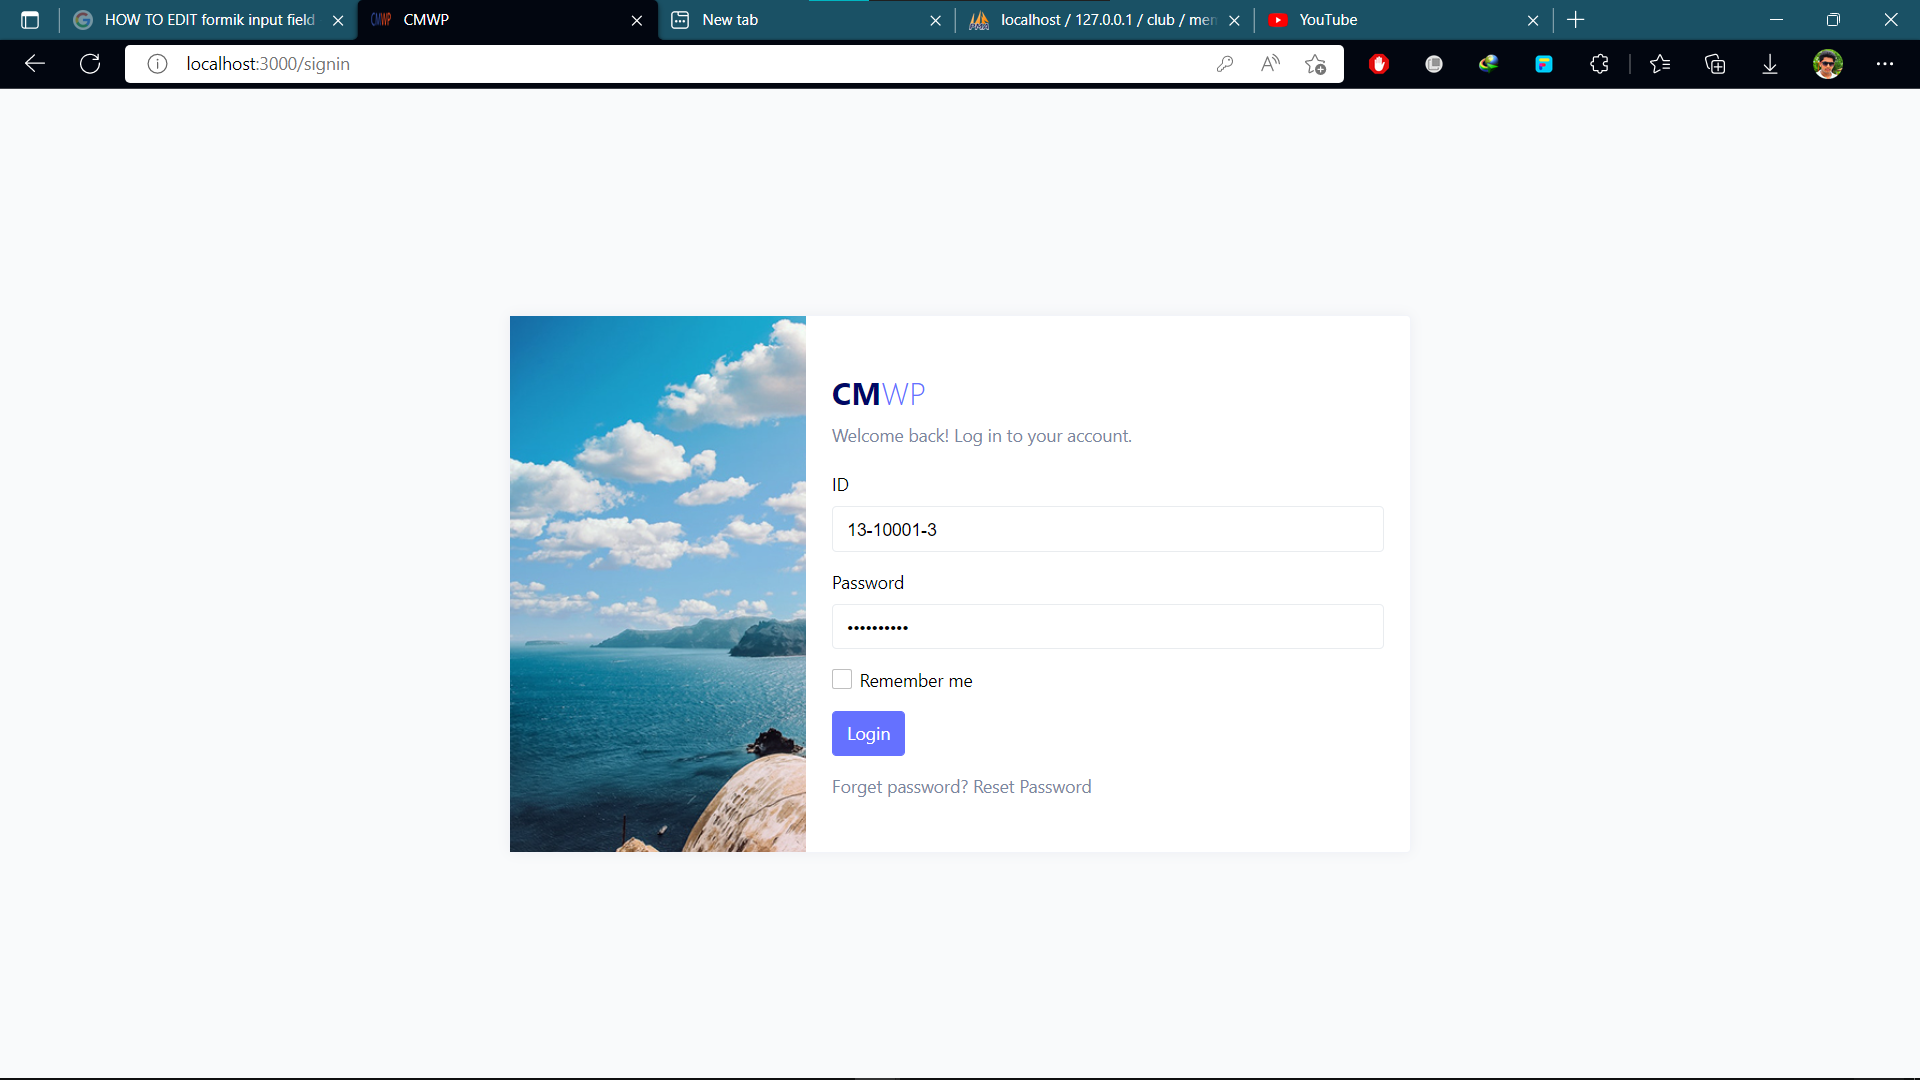 HOW TO EDIT formik input field
CMWP
CMWP
New tab
localhost / 127.0.0.1 / club / mem
YouTube
localhost:3000/signin
CMWP
Welcome back! Log in to your account.
ID
13-10001-3
Password
••••••••••
Remember me
Login
Forget password? Reset Password